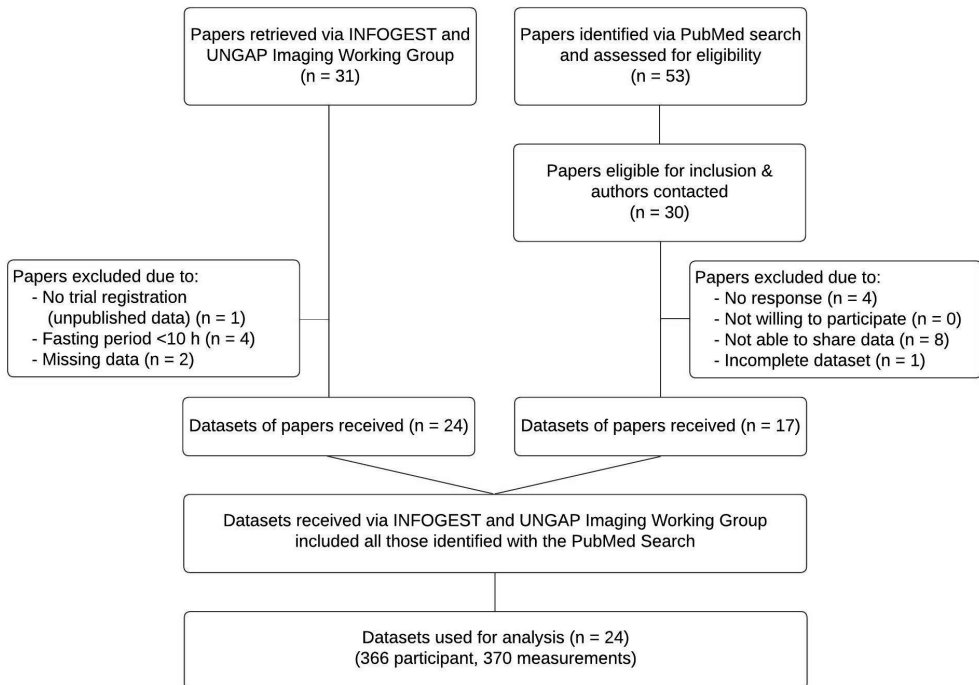 Papers retrieved via INFOGEST and
UNGAP Imaging Working Group
(n = 31)
Papers identified via PubMed search
and assessed for eligibility
(n = 53)
Papers eligible for inclusion &
authors contacted
(n = 30)
Papers excluded due to:
- No trial registration
(unpublished data) (n = 1)
- Fasting period <10 h (n = 4)
- Missing data (n = 2)
Papers excluded due to:
- No response (n = 4)
- Not willing to participate (n = 0)
- Not able to share data (n = 8)
- Incomplete dataset (n = 1)
Datasets of papers received (n = 24)
Datasets of papers received (n = 17)
Datasets received via INFOGEST and UNGAP Imaging Working Group
included all those identified with the PubMed Search
Datasets used for analysis (n = 24)
(366 participant, 370 measurements)